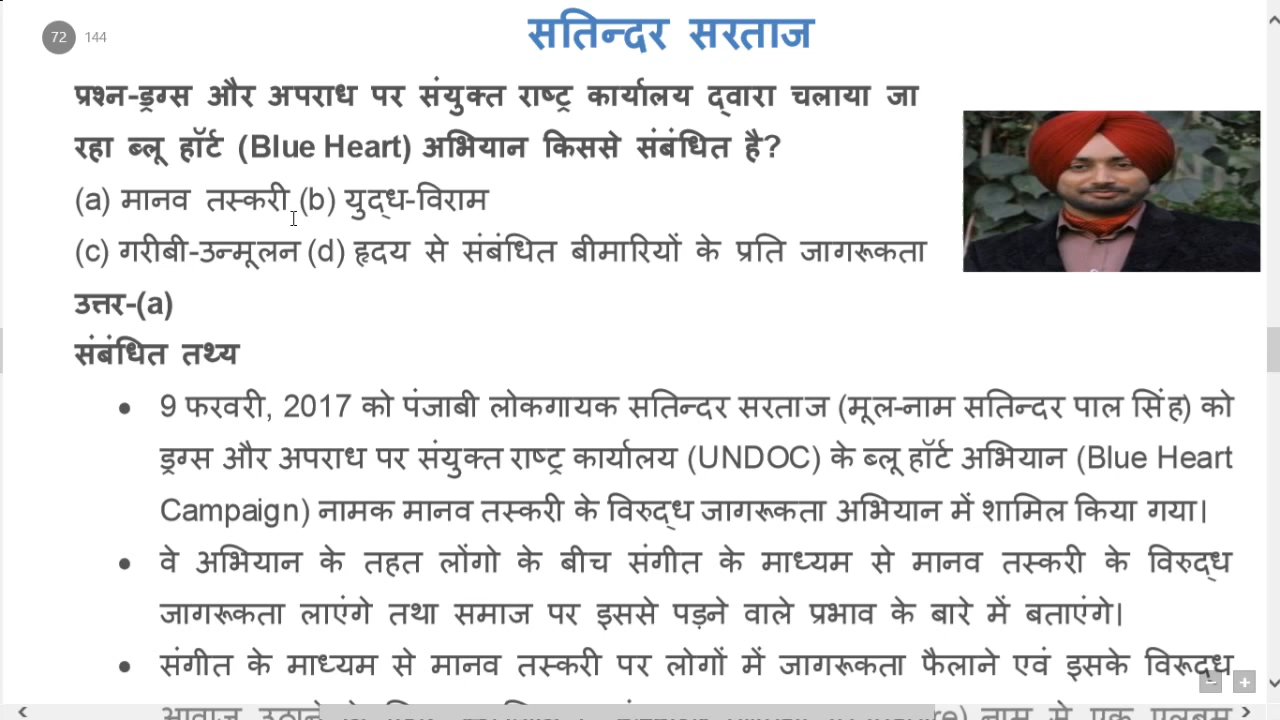 72 144
सतिन्दर सरताज
प्रश्न-ड्रग्स और अपराध पर संयुक्त राष्ट्र कार्यालय द्वारा चलाया जा
रहा ब्लू हॉर्ट (Blue Heart) अभियान किससे संबंधित है?
(a) मानव तस्करी (b) युद्ध-विराम
(c) गरीबी-उन्मूलन (d) हृदय से संबंधित बीमारियों के प्रति जागरूकता
उत्तर-(a)
संबंधित तथ्य
• 9 फरवरी, 2017 को पंजाबी लोकगायक सतिन्दर सरताज (मूल-नाम सतिन्दर पाल सिंह) को
ड्रग्स और अपराध पर संयुक्त राष्ट्र कार्यालय (UNDOC) के ब्लू हॉर्ट अभियान (Blue Heart
Campaign) नामक मानव तस्करी के विरुद्ध जागरूकता अभियान में शामिल किया गया।
• वे अभियान के तहत लोंगो के बीच संगीत के माध्यम से मानव तस्करी के विरुद्ध
जागरूकता लाएंगे तथा समाज पर इससे पड़ने वाले प्रभाव के बारे में बताएंगे।
• संगीत के माध्यम से मानव तस्करी पर लोगों में जागरूकता फैलाने एवं इसके विरूद्ध
आवाज उठाने नाम से एक एलबम